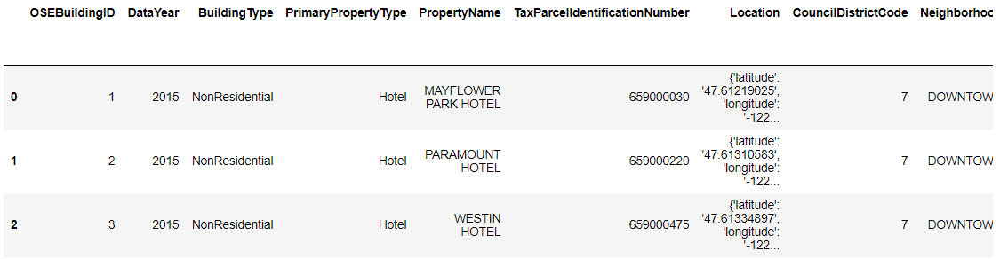 OSEBuildingID DataYear BuildingType PrimaryPropertyType PropertyName TaxParcelIdentificationNumber Location CouncilDistrictCode Neighborhoo
0 1 2015 NonResidential Hotel MAYFLOWER PARK HOTEL 659000030 {'latitude': '47.61219025', 'longitude': '-122... 7 DOWNTOW
1 2 2015 NonResidential Hotel PARAMOUNT HOTEL 659000220 {'latitude': '47.61310583', 'longitude': '-122... 7 DOWNTOW
2 3 2015 NonResidential Hotel WESTIN HOTEL 659000475 {'latitude': '47.61334897', 'longitude': '-122... 7 DOWNTOW